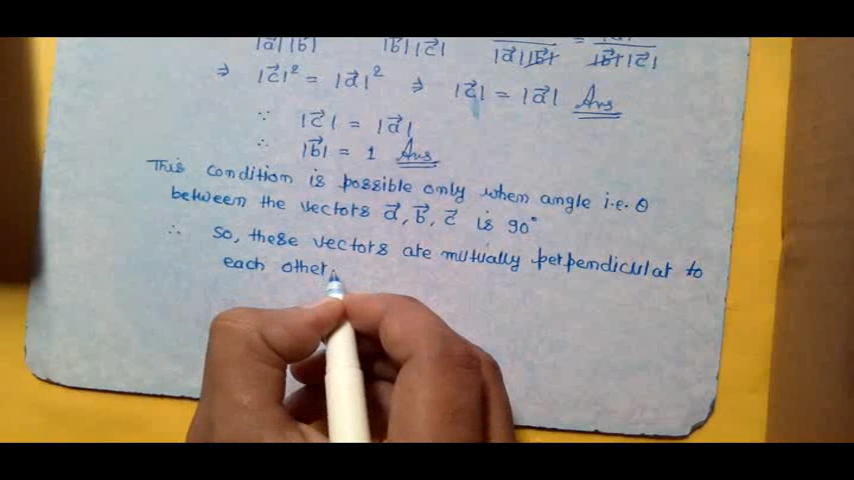 |a⃗||b⃗| |b⃗||c⃗| = |a⃗||b⃗| |b⃗||c⃗|
⇒ |c⃗|² = |a⃗|² ⇒ |c⃗| = |a⃗| Ans
∵ |c⃗| = |a⃗|
∴ |b⃗| = 1 Ans
This condition is possible only when angle i.e. θ
between the vectors a⃗, b⃗, c⃗ is 90°
∴ So, these vectors are mutually perpendicular to
each other.